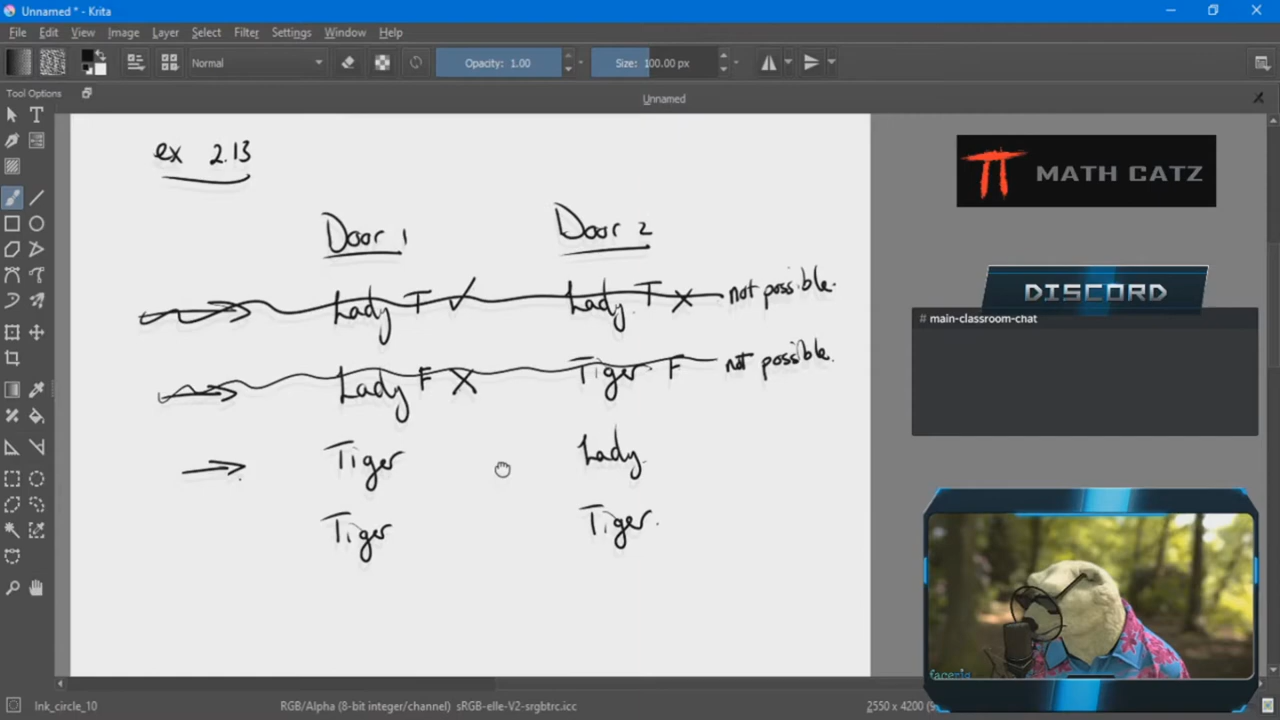 Unnamed * - Krita
File Edit View Image Layer Select Filter Settings Window Help
Normal Opacity: 1.00 Size: 100.00 px
Tool Options
Unnamed
ex 2.13
Door 1 Door 2
Lady T ✓ Lady T X not possible.
Lady F X Tiger F not possible.
Tiger Lady.
Tiger Tiger.
MATH CATZ
DISCORD
# main-classroom-chat
facerig
Ink_circle_10 RGB/Alpha (8-bit integer/channel) sRGB-elle-V2-srgbtrc.icc 2550 x 4200 (9